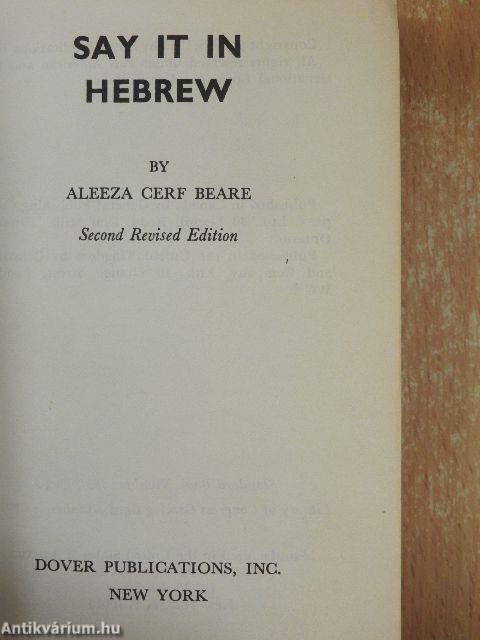 SAY IT IN
HEBREW
BY
ALEEZA CERF BEARE
Second Revised Edition
DOVER PUBLICATIONS, INC.
NEW YORK
Antikvárium.hu